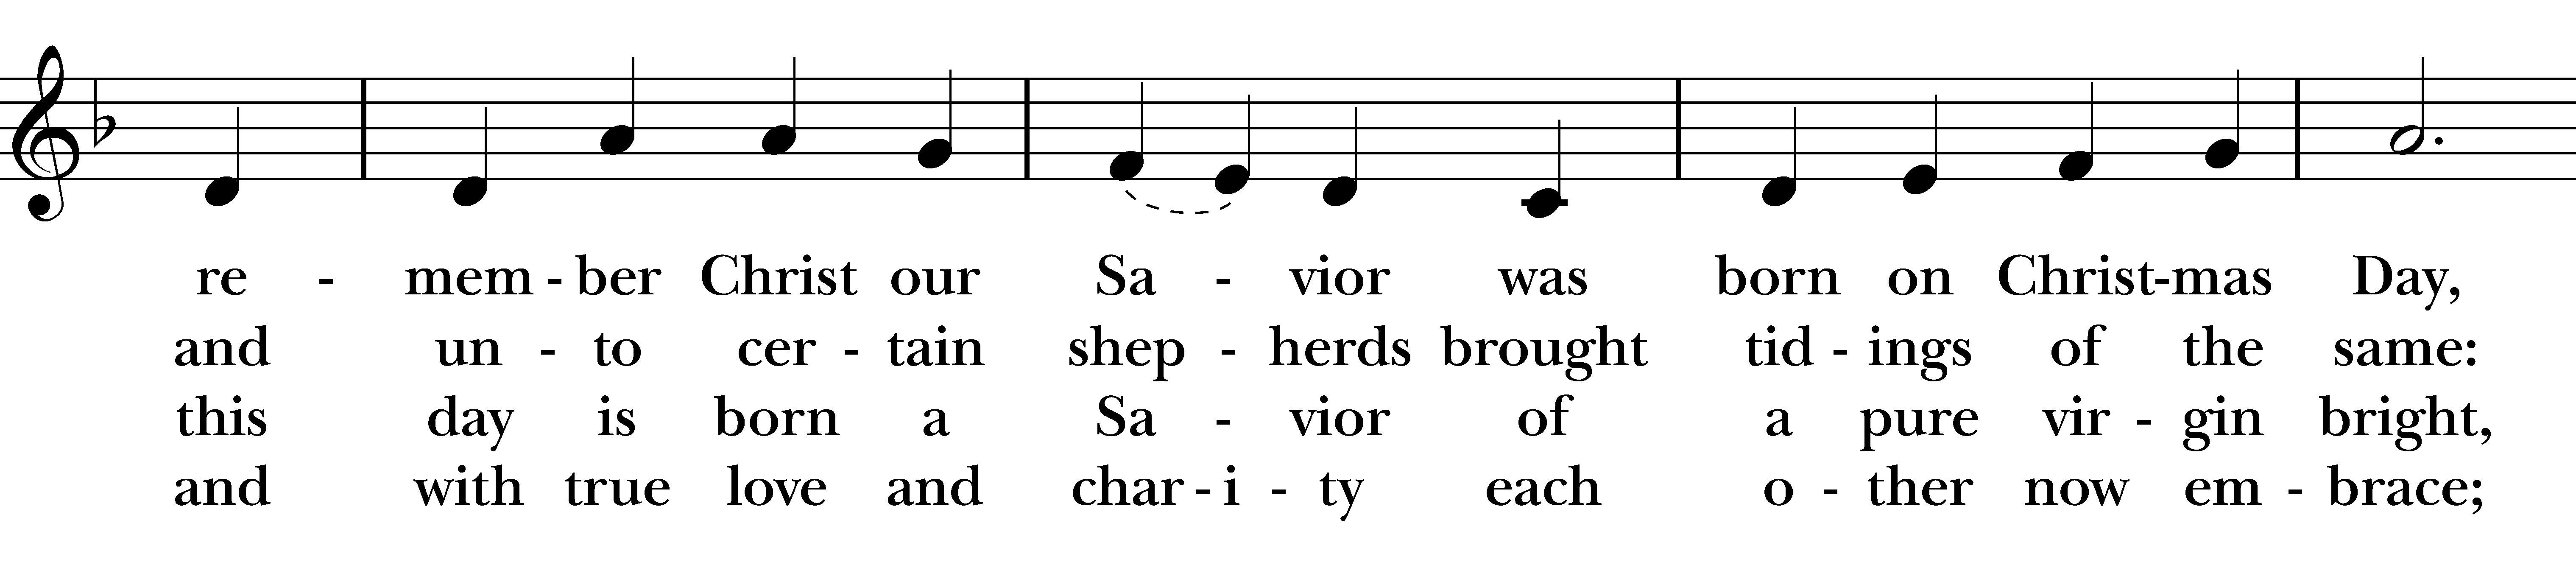 re - mem - ber Christ our Sa - vior was born on Christ-mas Day,
and un - to cer - tain shep - herds brought tid - ings of the same:
this day is born a Sa - vior of a pure vir - gin bright,
and with true love and char - i - ty each o - ther now em - brace;